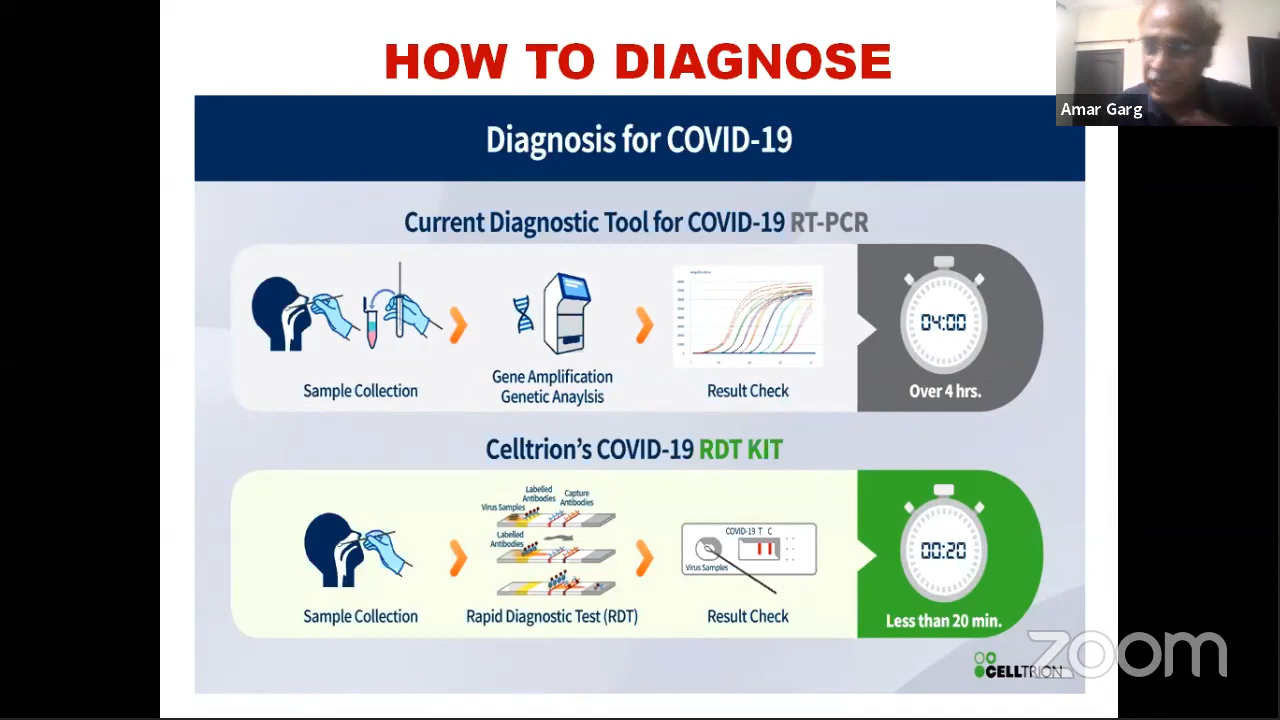 HOW TO DIAGNOSE
Amar Garg
Diagnosis for COVID-19
Current Diagnostic Tool for COVID-19 RT-PCR
04:00
Sample Collection
Gene Amplification
Genetic Anaylsis
Result Check
Over 4 hrs.
Celltrion's COVID-19 RDT KIT
Labelled
Antibodies
Capture
Antibodies
Virus Samples
Labelled
Antibodies
COVID-19 T C
Virus Samples
00:20
Sample Collection
Rapid Diagnostic Test (RDT)
Result Check
Less than 20 min.
zoom
CELLTRION